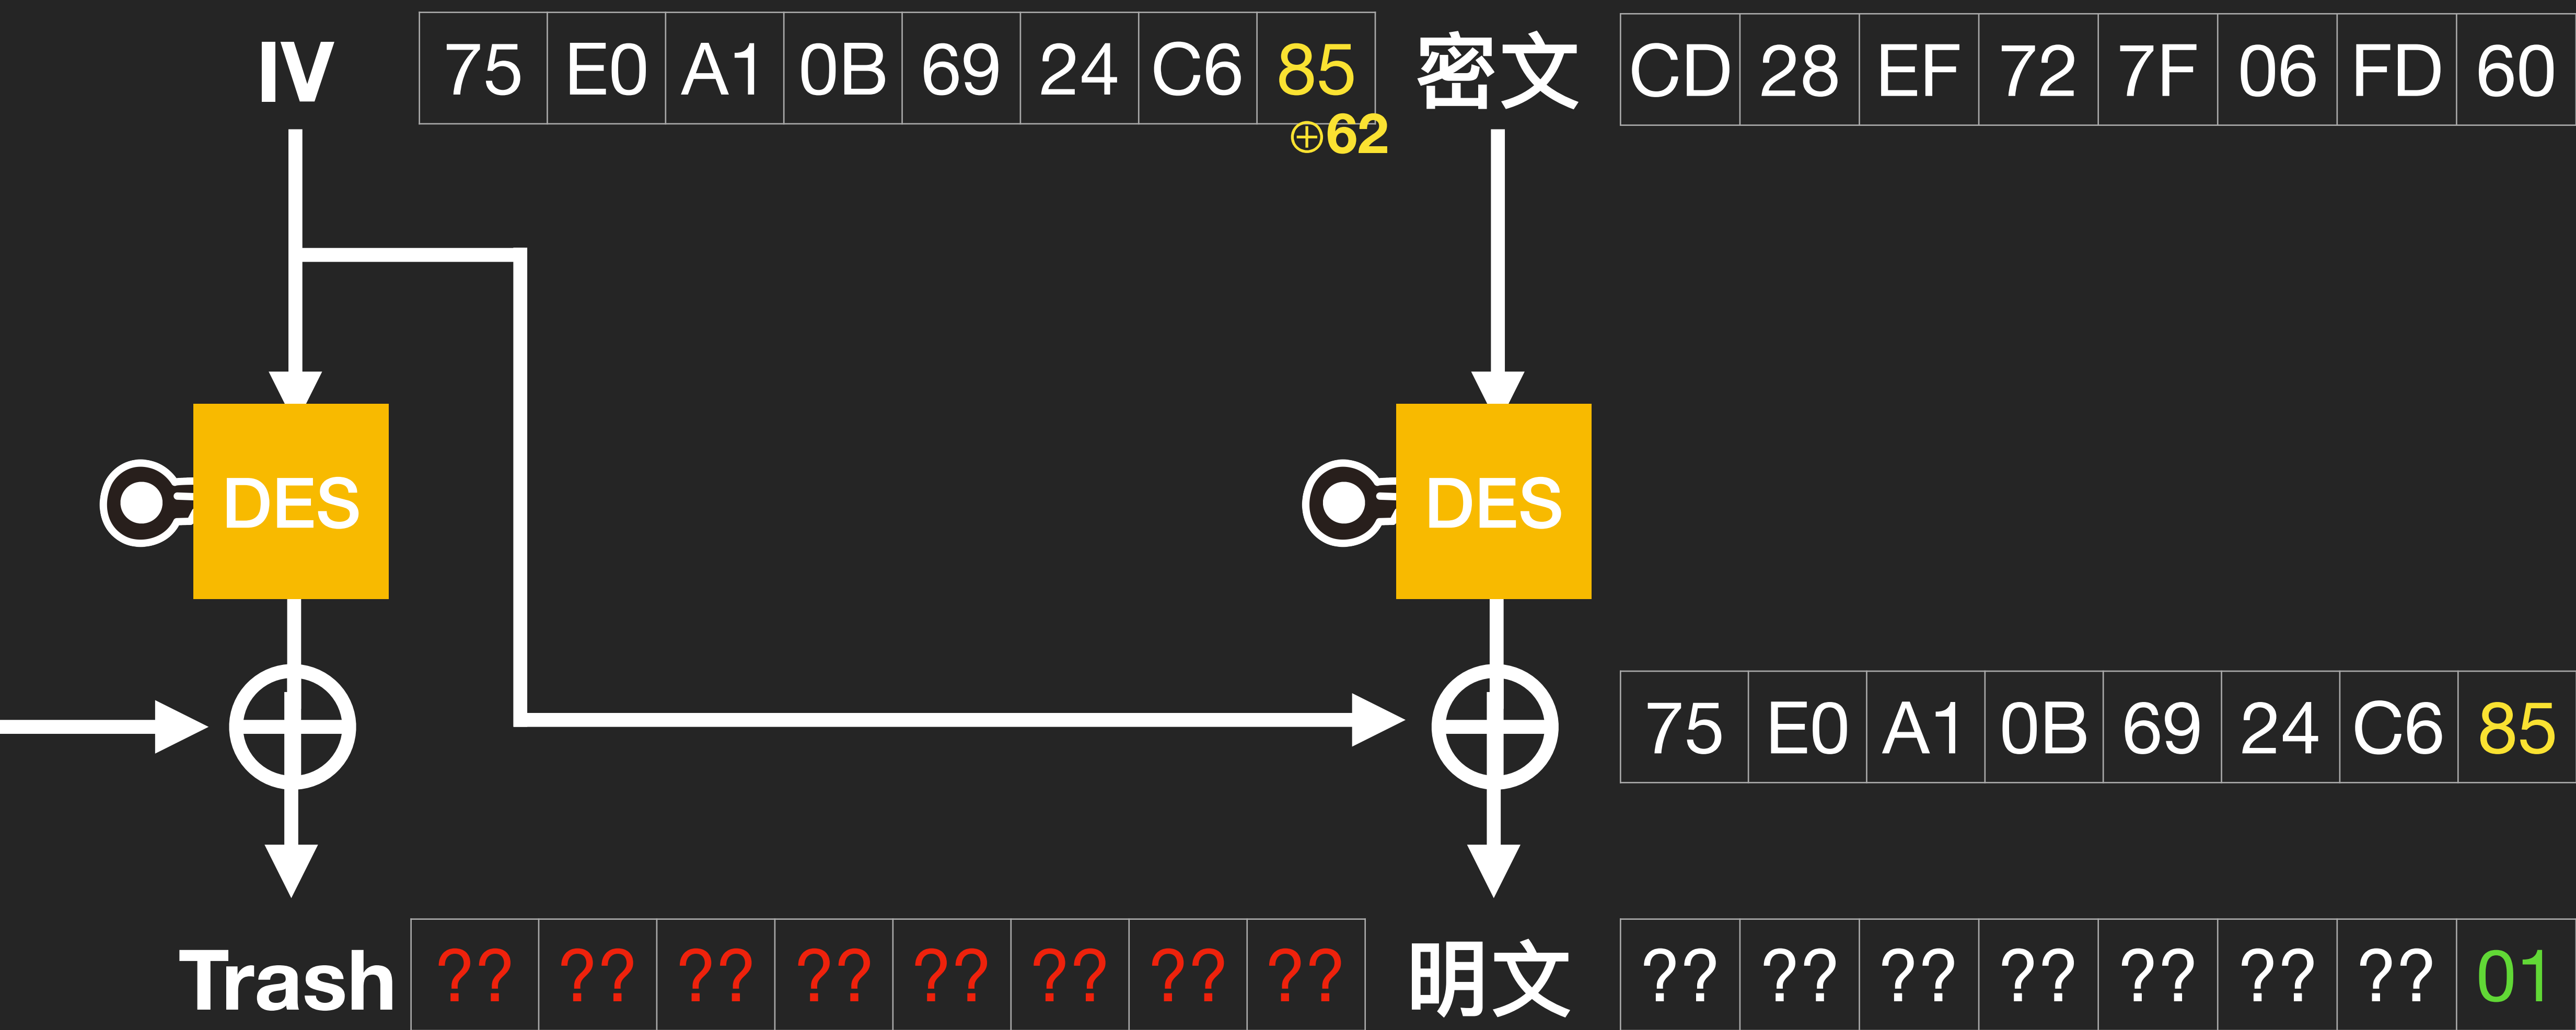 IV 75 E0 A1 0B 69 24 C6 85 密文 CD 28 EF 72 7F 06 FD 60
⊕62
DES DES
75 E0 A1 0B 69 24 C6 85
Trash ?? ?? ?? ?? ?? ?? ?? ?? 明文 ?? ?? ?? ?? ?? ?? ?? 01